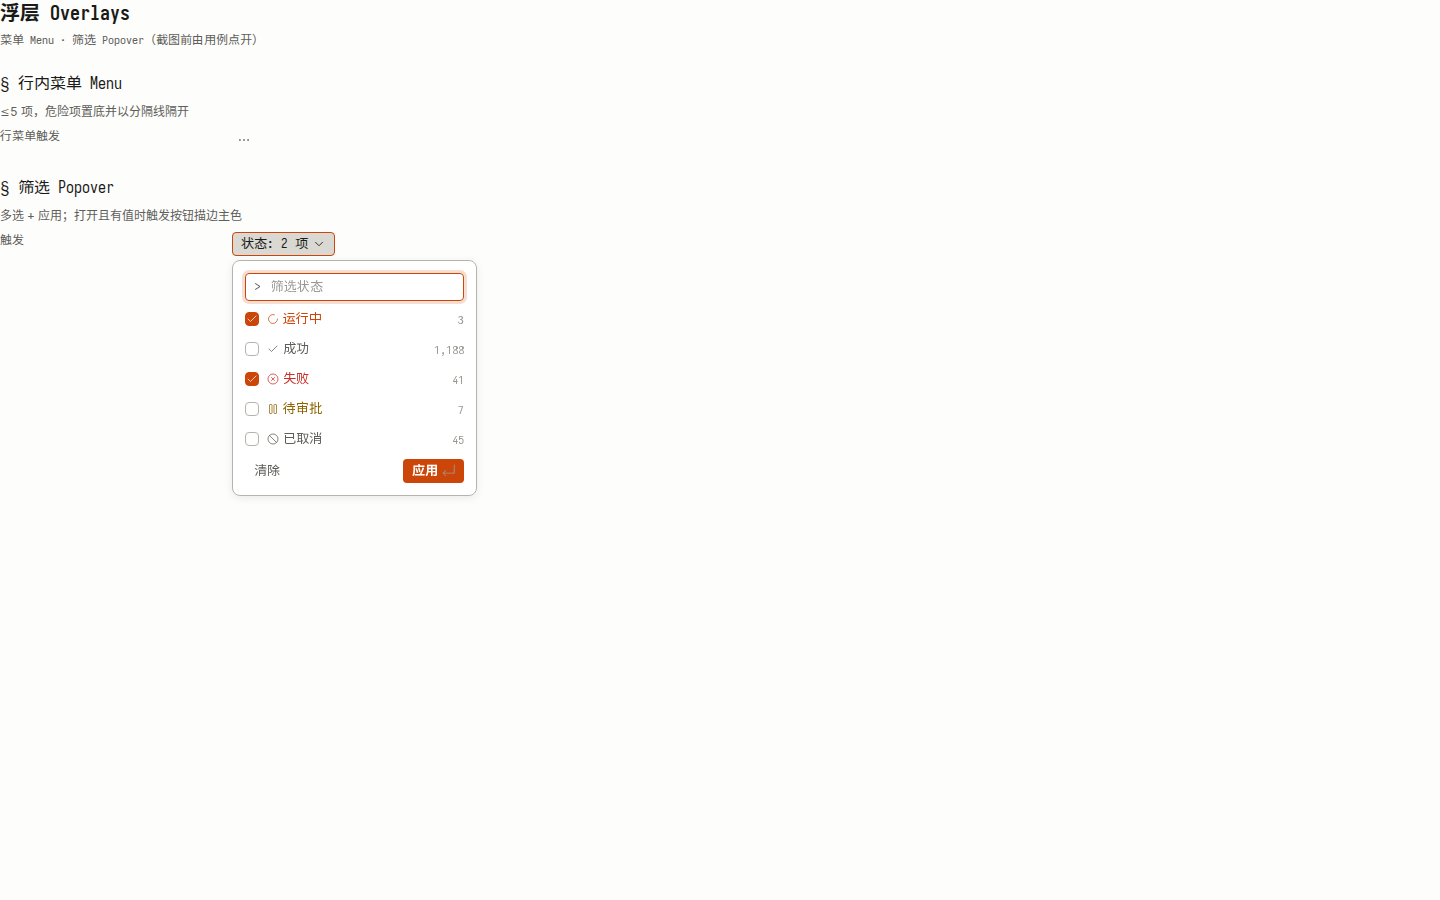 浮层 Overlays
菜单 Menu · 筛选 Popover（截图前由用例点开）
§ 行内菜单 Menu
≤5 项，危险项置底并以分隔线隔开
行菜单触发 …
§ 筛选 Popover
多选 + 应用；打开且有值时触发按钮描边主色
触发 状态: 2 项
> 筛选状态
运行中 3
成功 1,188
失败 41
待审批 7
已取消 45
清除 应用